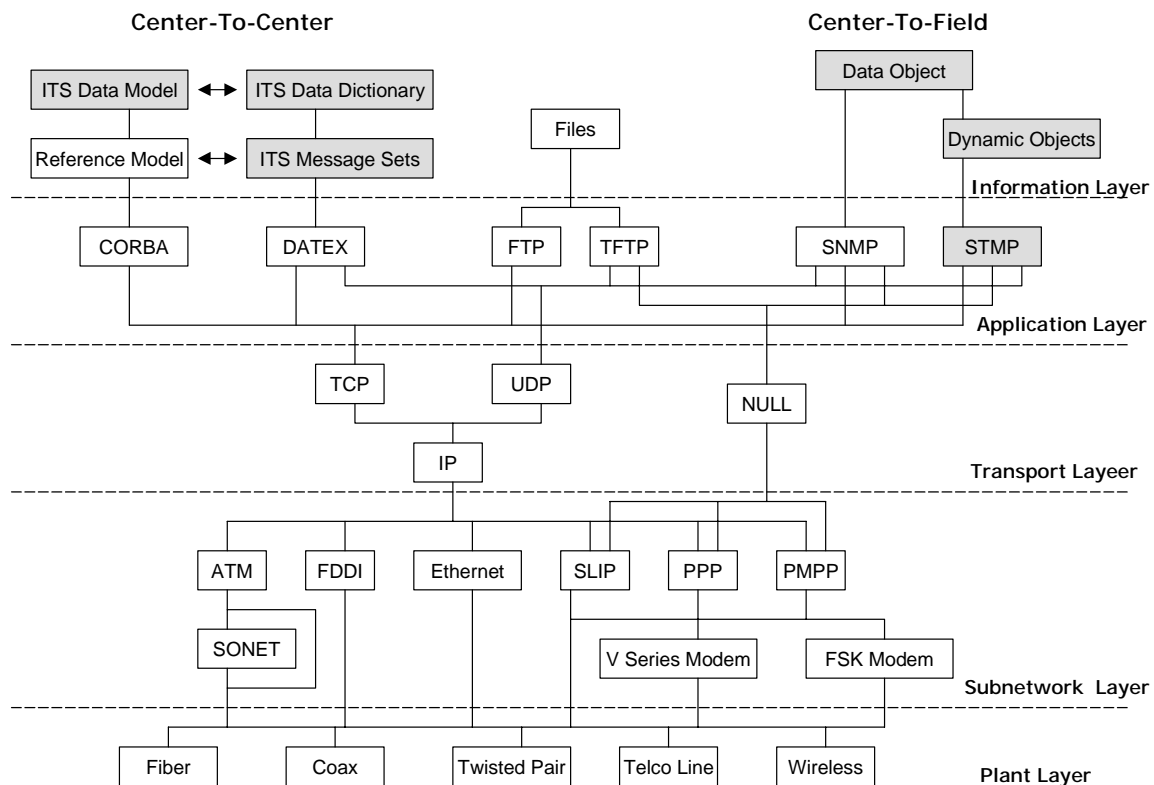 Center-To-Center
Center-To-Field
ITS Data Model
ITS Data Dictionary
Data Object
Files
Dynamic Objects
Reference Model
ITS Message Sets
Information Layer
CORBA
DATEX
FTP
TFTP
SNMP
STMP
Application Layer
TCP
UDP
NULL
IP
Transport Layeer
ATM
FDDI
Ethernet
SLIP
PPP
PMPP
SONET
V Series Modem
FSK Modem
Subnetwork Layer
Fiber
Coax
Twisted Pair
Telco Line
Wireless
Plant Layer